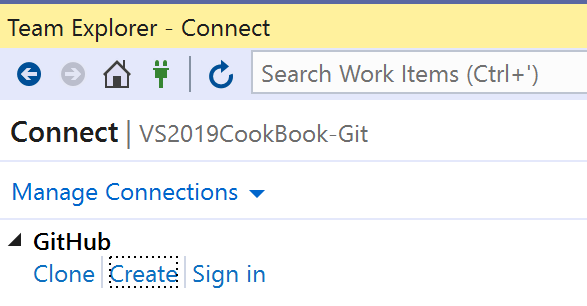 Team Explorer - Connect
Search Work Items (Ctrl+')
Connect | VS2019CookBook-Git
Manage Connections
GitHub
Clone | Create | Sign in